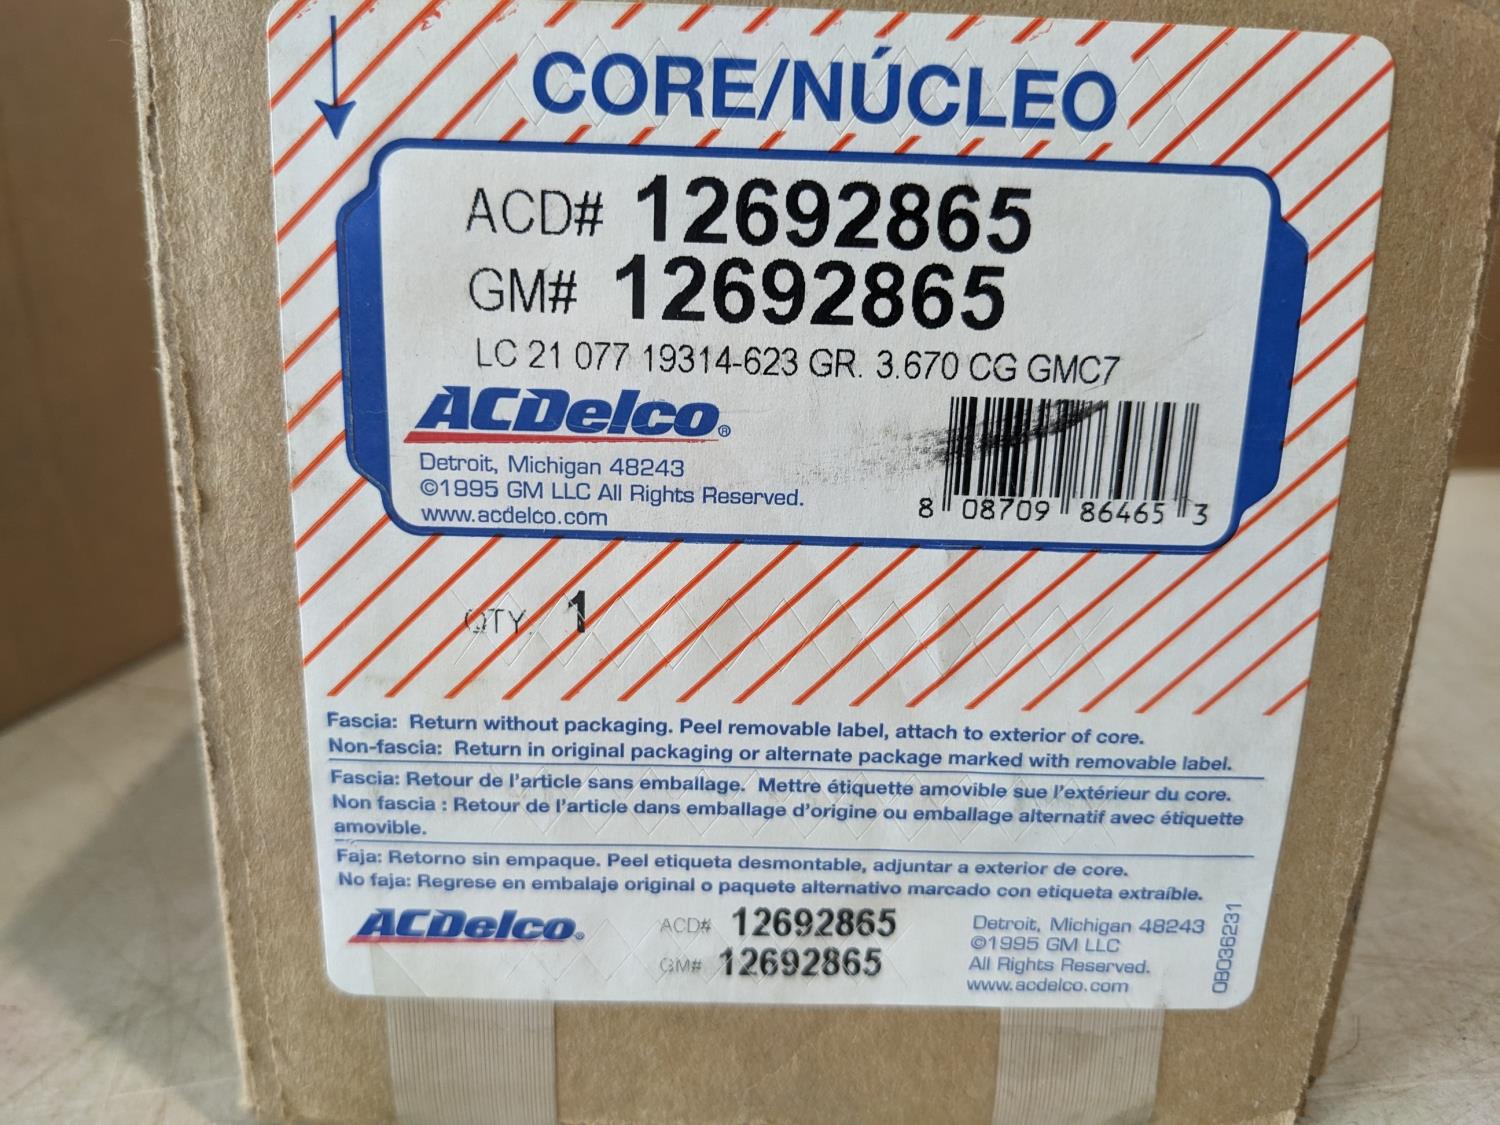 CORE/NÚCLEO
ACD# 12692865
GM# 12692865
LC 21 077 19314-623 GR. 3.670 CG GMC7
ACDelco®
Detroit, Michigan 48243
©1995 GM LLC All Rights Reserved.
www.acdelco.com
8 08709 86465 3
QTY. 1
Fascia: Return without packaging. Peel removable label, attach to exterior of core.
Non-fascia: Return in original packaging or alternate package marked with removable label.
Fascia: Retour de l'article sans emballage. Mettre étiquette amovible sue l'extérieur du core.
Non fascia : Retour de l'article dans emballage d'origine ou emballage alternatif avec étiquette
amovible.
Faja: Retorno sin empaque. Peel etiqueta desmontable, adjuntar a exterior de core.
No faja: Regrese en embalaje original o paquete alternativo marcado con etiqueta extraíble.
ACDelco®
ACD# 12692865
GM# 12692865
Detroit, Michigan 48243
©1995 GM LLC
All Rights Reserved.
www.acdelco.com
08036231